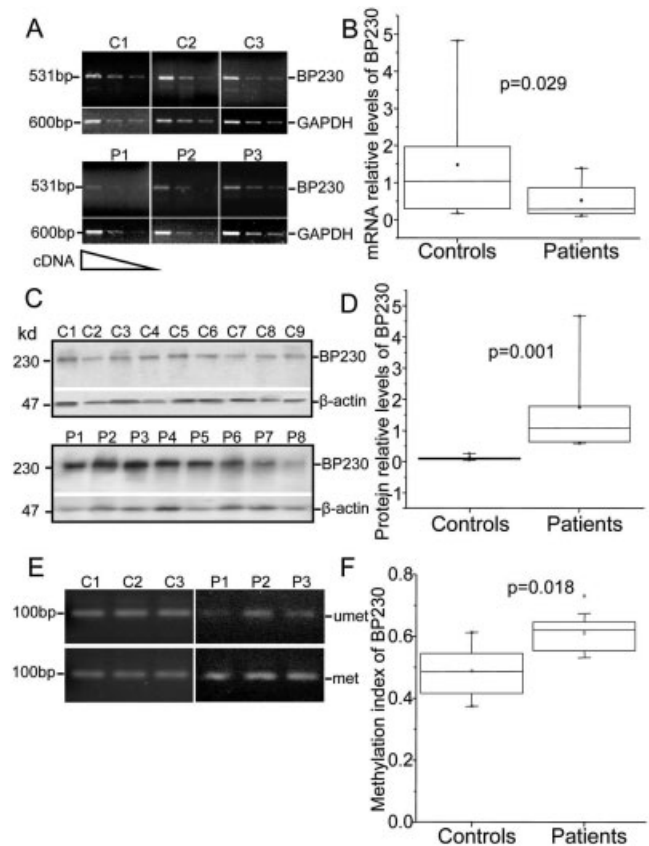 A
C1 C2 C3
531bp
BP230
600bp
GAPDH
P1 P2 P3
531bp
BP230
600bp
GAPDH
cDNA
B
mRNA relative levels of BP230
5
4
3
2
1
0
1
p=0.029
Controls Patients
C
kd
C1 C2 C3 C4 C5 C6 C7 C8 C9
230
BP230
47
β-actin
P1 P2 P3 P4 P5 P6 P7 P8
230
BP230
47
β-actin
D
Protein relative levels of BP230
5
4
3
2
1
0
1
p=0.001
Controls Patients
E
C1 C2 C3 P1 P2 P3
100bp
umet
100bp
met
F
Methylation index of BP230
0.8
0.6
0.4
0.2
0.0
p=0.018
Controls Patients